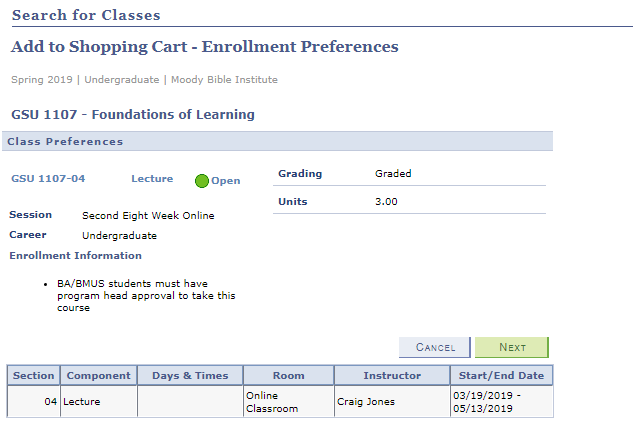 Search for Classes
Add to Shopping Cart - Enrollment Preferences
Spring 2019 | Undergraduate | Moody Bible Institute
GSU 1107 - Foundations of Learning
Class Preferences
GSU 1107-04 Lecture Open
Grading Graded
Units 3.00
Session Second Eight Week Online
Career Undergraduate
Enrollment Information
• BA/BMUS students must have
program head approval to take this
course
Cancel Next
Section Component Days & Times Room Instructor Start/End Date
04 Lecture Online Classroom Craig Jones 03/19/2019 - 05/13/2019